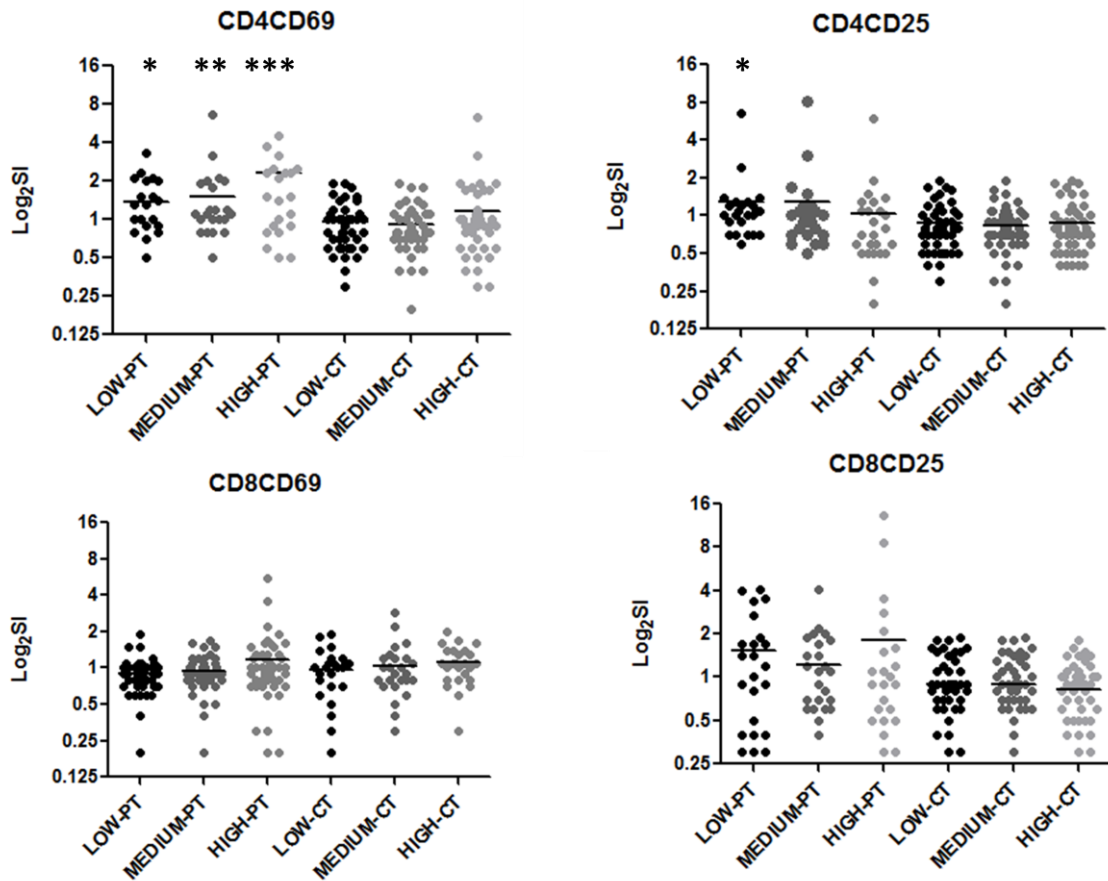 CD4CD69
* ** ***
Log2SI
16
8
4
2
1
0.5
0.25
0.125
LOW-PT
MEDIUM-PT
HIGH-PT
LOW-CT
MEDIUM-CT
HIGH-CT
CD4CD25
*
Log2SI
16
8
4
2
1
0.5
0.25
0.125
LOW-PT
MEDIUM-PT
HIGH-PT
LOW-CT
MEDIUM-CT
HIGH-CT
CD8CD69
Log2SI
16
8
4
2
1
0.5
0.25
0.125
LOW-PT
MEDIUM-PT
HIGH-PT
LOW-CT
MEDIUM-CT
HIGH-CT
CD8CD25
Log2SI
16
8
4
2
1
0.5
0.25
LOW-PT
MEDIUM-PT
HIGH-PT
LOW-CT
MEDIUM-CT
HIGH-CT